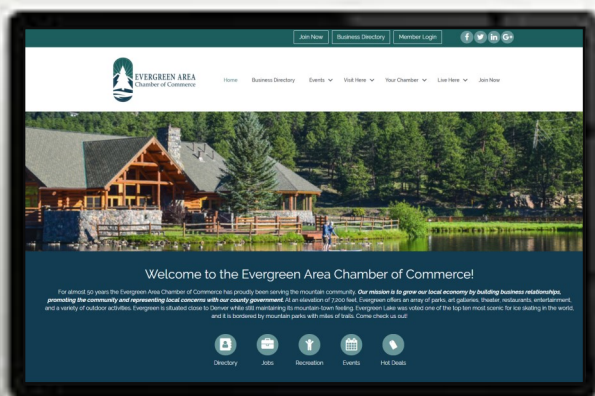 Join Now Business Directory Member Login f in G+
EVERGREEN AREA
Chamber of Commerce
Home Business Directory Events Visit Here Your Chamber Live Here Join Now
Welcome to the Evergreen Area Chamber of Commerce!
For almost 50 years the Evergreen Area Chamber of Commerce has proudly been serving the mountain community. Our mission is to grow our local economy by building business relationships,
promoting the community and representing local concerns with our county government. At an elevation of 7,200 feet, Evergreen offers an array of parks, art galleries, theater, restaurants, entertainment,
and a variety of outdoor activities. Evergreen is situated close to Denver while still maintaining its mountain-town feeling. Evergreen Lake was voted one of the top ten most scenic for ice skating in the world,
and it is bordered by mountain parks with miles of trails. Come check us out!
Directory Jobs Recreation Events Hot Deals